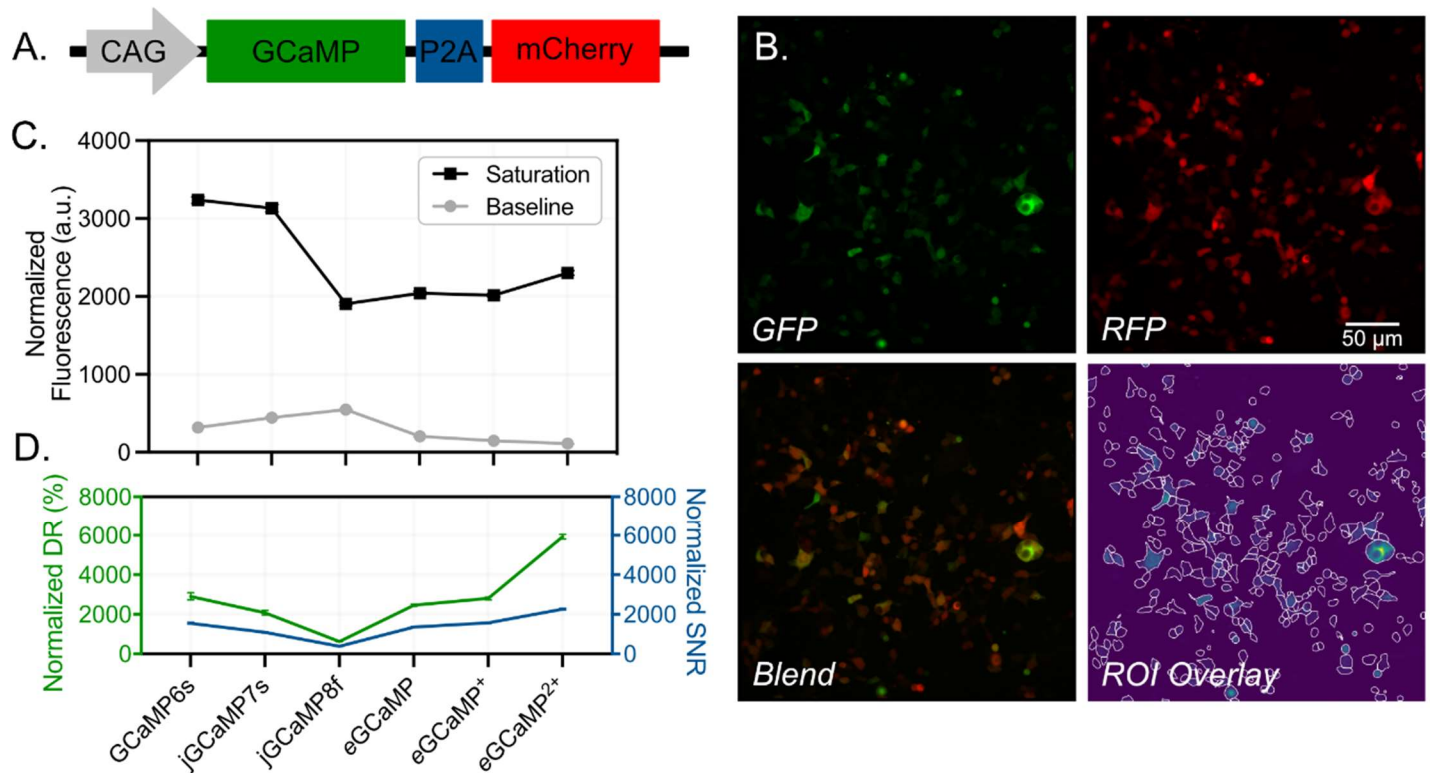 A.
CAG
GCaMP
P2A
mCherry
B.
GFP
RFP
50 µm
Blend
ROI Overlay
C.
Normalized
Fluorescence (a.u.)
4000
3000
2000
1000
0
Saturation
Baseline
D.
Normalized DR (%)
8000
6000
4000
2000
0
8000
6000
4000
2000
0
Normalized SNR
GCaMP6s
jGCaMP7s
jGCaMP8f
eGCaMP
eGCaMP⁺
eGCaMP²⁺